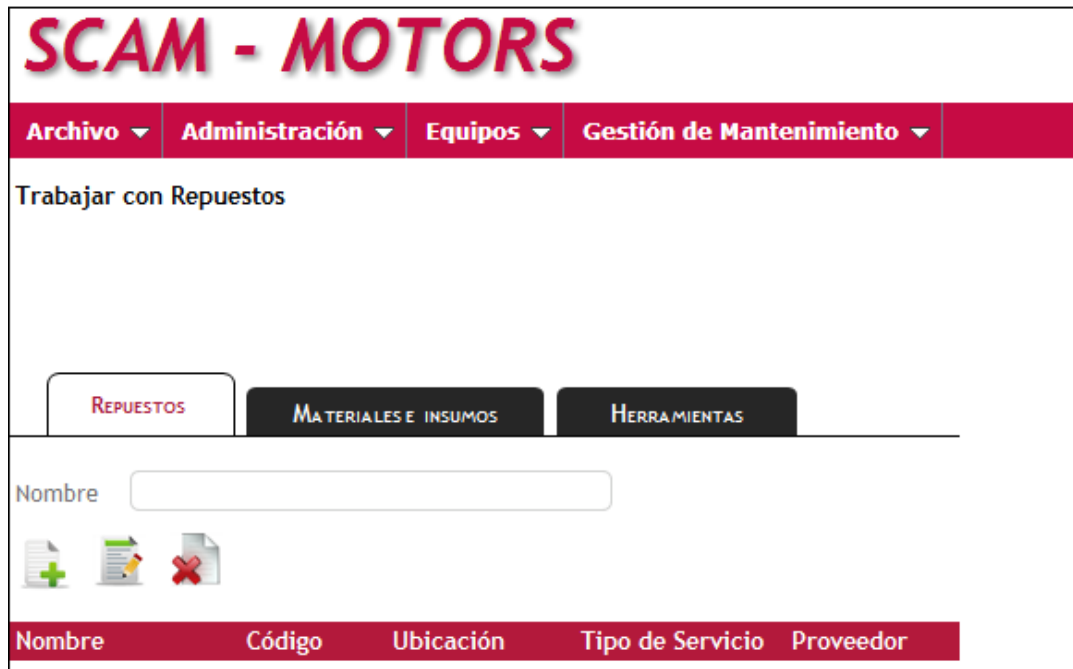 SCAM - MOTORS
Archivo Administración Equipos Gestión de Mantenimiento
Trabajar con Repuestos
Repuestos Materiales e insumos Herramientas
Nombre
Nombre Código Ubicación Tipo de Servicio Proveedor